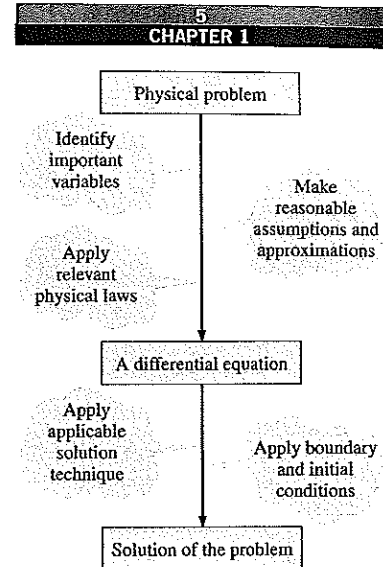 5
CHAPTER 1
Physical problem
Identify
important
variables
Make
reasonable
assumptions and
approximations
Apply
relevant
physical laws
A differential equation
Apply
applicable
solution
technique
Apply boundary
and initial
conditions
Solution of the problem